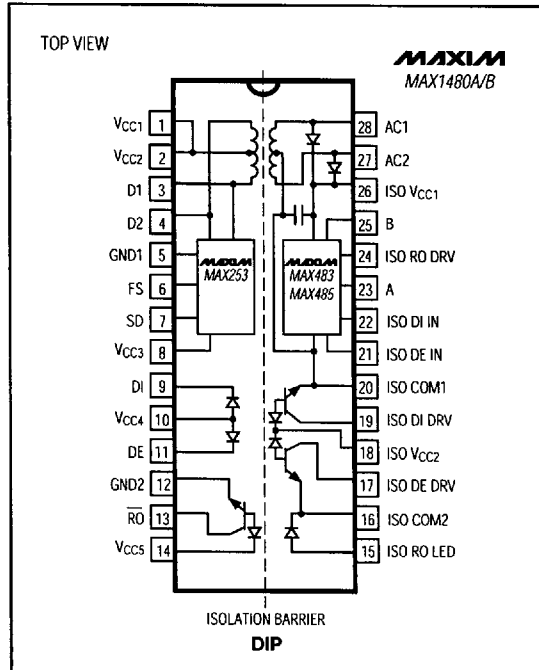 TOP VIEW
MAXIM
MAX1480A/B
VCC1 1
VCC2 2
D1 3
D2 4
GND1 5
FS 6
SD 7
VCC3 8
DI 9
VCC4 10
DE 11
GND2 12
R̅O̅ 13
VCC5 14
MAXIM
MAX253
MAXIM
MAX483
MAX485
28 AC1
27 AC2
26 ISO VCC1
25 B
24 ISO RO DRV
23 A
22 ISO DI IN
21 ISO DE IN
20 ISO COM1
19 ISO DI DRV
18 ISO VCC2
17 ISO DE DRV
16 ISO COM2
15 ISO RO LED
ISOLATION BARRIER
DIP